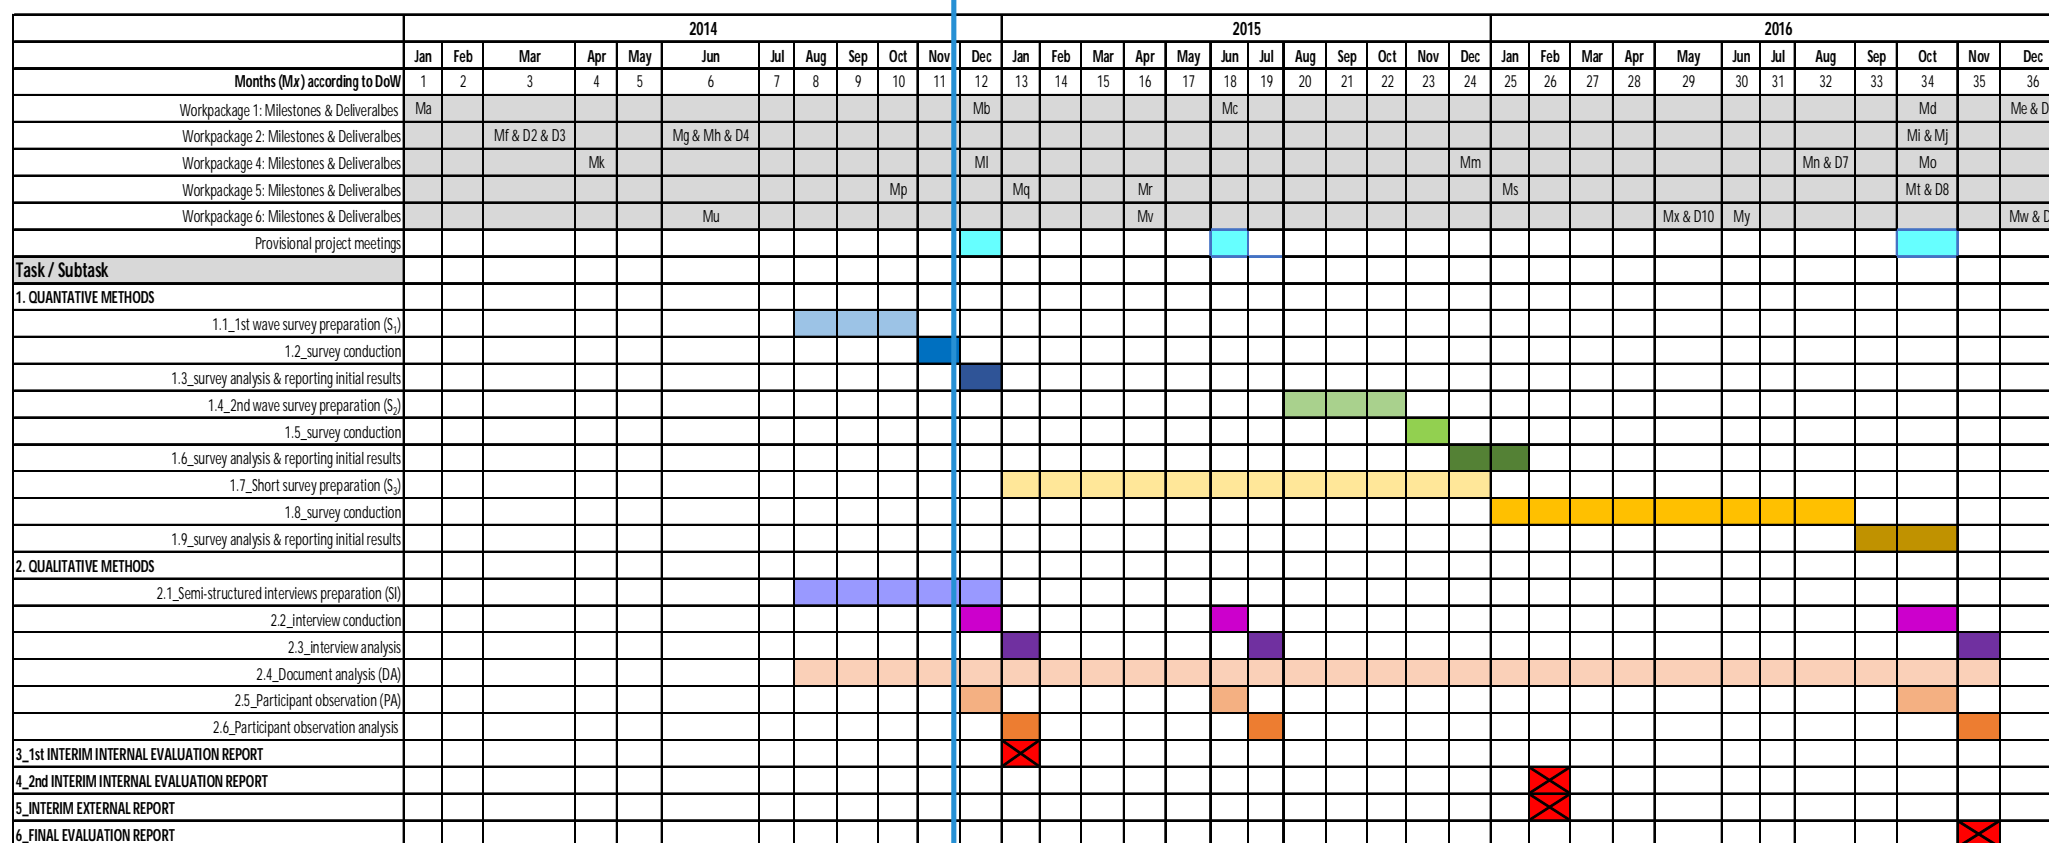 2014 2015 2016
Jan Feb Mar Apr May Jun Jul Aug Sep Oct Nov Dec Jan Feb Mar Apr May Jun Jul Aug Sep Oct Nov Dec Jan Feb Mar Apr May Jun Jul Aug Sep Oct Nov Dec
Months (Mx) according to DoW 1 2 3 4 5 6 7 8 9 10 11 12 13 14 15 16 17 18 19 20 21 22 23 24 25 26 27 28 29 30 31 32 33 34 35 36
Workpackage 1: Milestones & Deliveralbes Ma Mb Mc Md Me & D
Workpackage 2: Milestones & Deliveralbes Mf & D2 & D3 Mg & Mh & D4 Mi & Mj
Workpackage 4: Milestones & Deliveralbes Mk Ml Mm Mn & D7 Mo
Workpackage 5: Milestones & Deliveralbes Mp Mq Mr Ms Mt & D8
Workpackage 6: Milestones & Deliveralbes Mu Mv Mx & D10 My Mw & D
Provisional project meetings
Task / Subtask
1. QUANTATIVE METHODS
1.1_1st wave survey preparation (S₁)
1.2_survey conduction
1.3_survey analysis & reporting initial results
1.4_2nd wave survey preparation (S₂)
1.5_survey conduction
1.6_survey analysis & reporting initial results
1.7_Short survey preparation (S₃)
1.8_survey conduction
1.9_survey analysis & reporting initial results
2. QUALITATIVE METHODS
2.1_Semi-structured interviews preparation (SI)
2.2_interview conduction
2.3_interview analysis
2.4_Document analysis (DA)
2.5_Participant observation (PA)
2.6_Participant observation analysis
3_1st INTERIM INTERNAL EVALUATION REPORT
4_2nd INTERIM INTERNAL EVALUATION REPORT
5_INTERIM EXTERNAL REPORT
6_FINAL EVALUATION REPORT